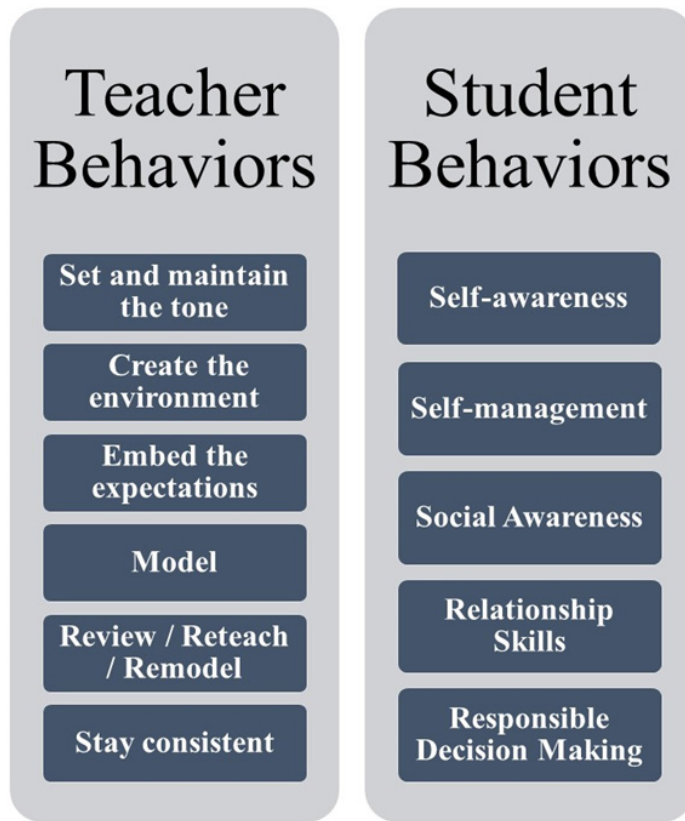 Teacher
Behaviors
Set and maintain
the tone
Create the
environment
Embed the
expectations
Model
Review / Reteach
/ Remodel
Stay consistent
Student
Behaviors
Self-awareness
Self-management
Social Awareness
Relationship
Skills
Responsible
Decision Making